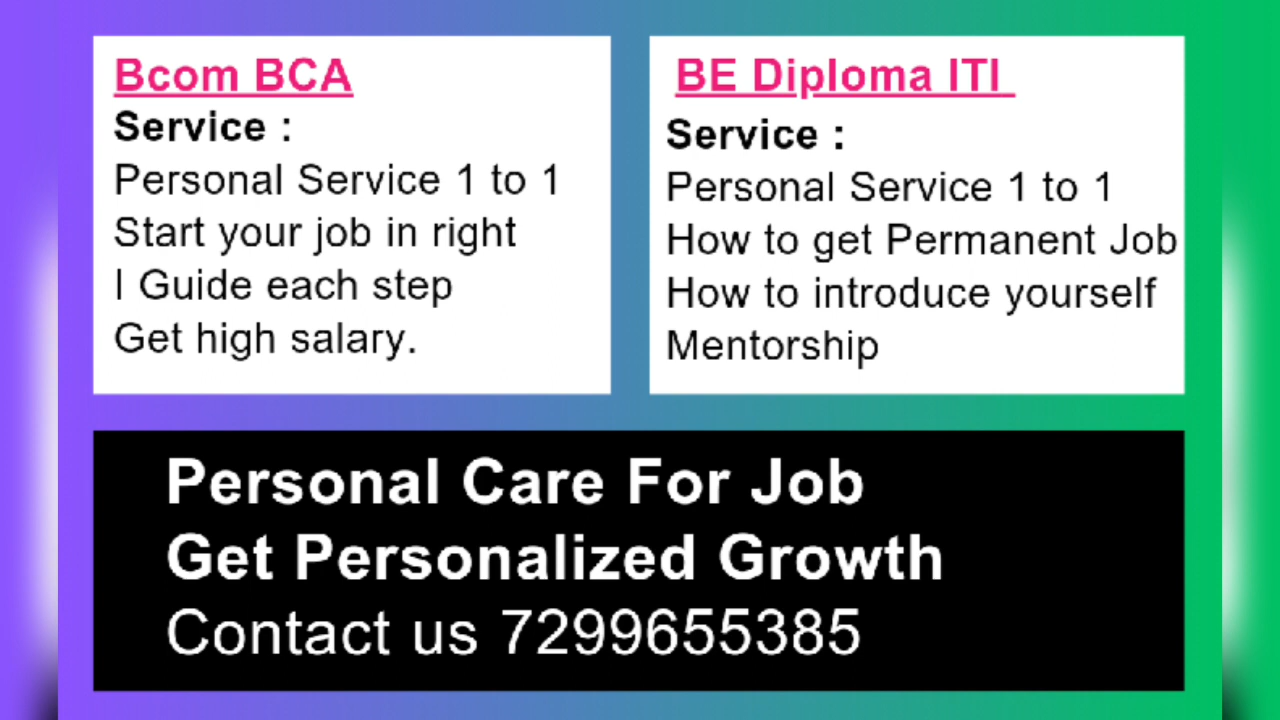 Bcom BCA
Service :
Personal Service 1 to 1
Start your job in right
I Guide each step
Get high salary.
BE Diploma ITI
Service :
Personal Service 1 to 1
How to get Permanent Job
How to introduce yourself
Mentorship
Personal Care For Job
Get Personalized Growth
Contact us 7299655385